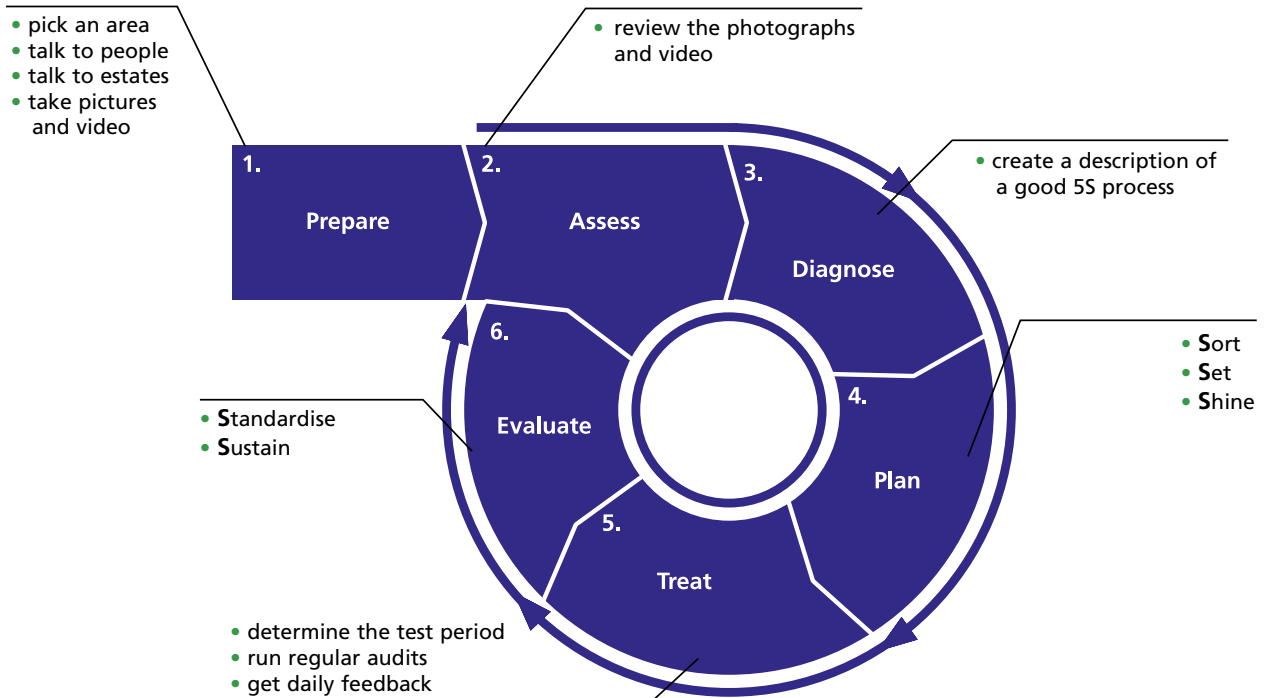 • pick an area
• talk to people
• talk to estates
• take pictures
and video
• review the photographs
and video
1.
Prepare
2.
Assess
3.
Diagnose
• create a description of
a good 5S process
4.
Plan
• Sort
• Set
• Shine
5.
Treat
• determine the test period
• run regular audits
• get daily feedback
6.
Evaluate
• Standardise
• Sustain